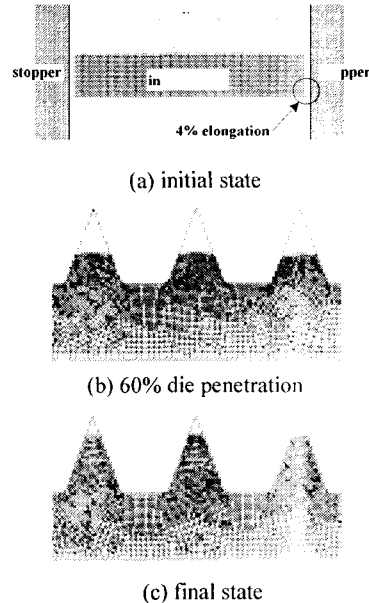 stopper
in
pper
4% elongation
(a) initial state
(b) 60% die penetration
(c) final state